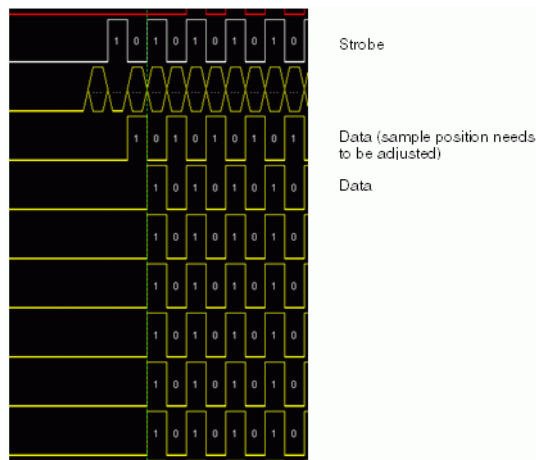 1 0 1 0 1 0 1 0 1 0
Strobe
1 0 1 0 1 0 1 0 1
Data (sample position needs
to be adjusted)
1 0 1 0 1 0 1 0
Data
1 0 1 0 1 0 1 0
1 0 1 0 1 0 1 0
1 0 1 0 1 0 1 0
1 0 1 0 1 0 1 0
1 0 1 0 1 0 1 0